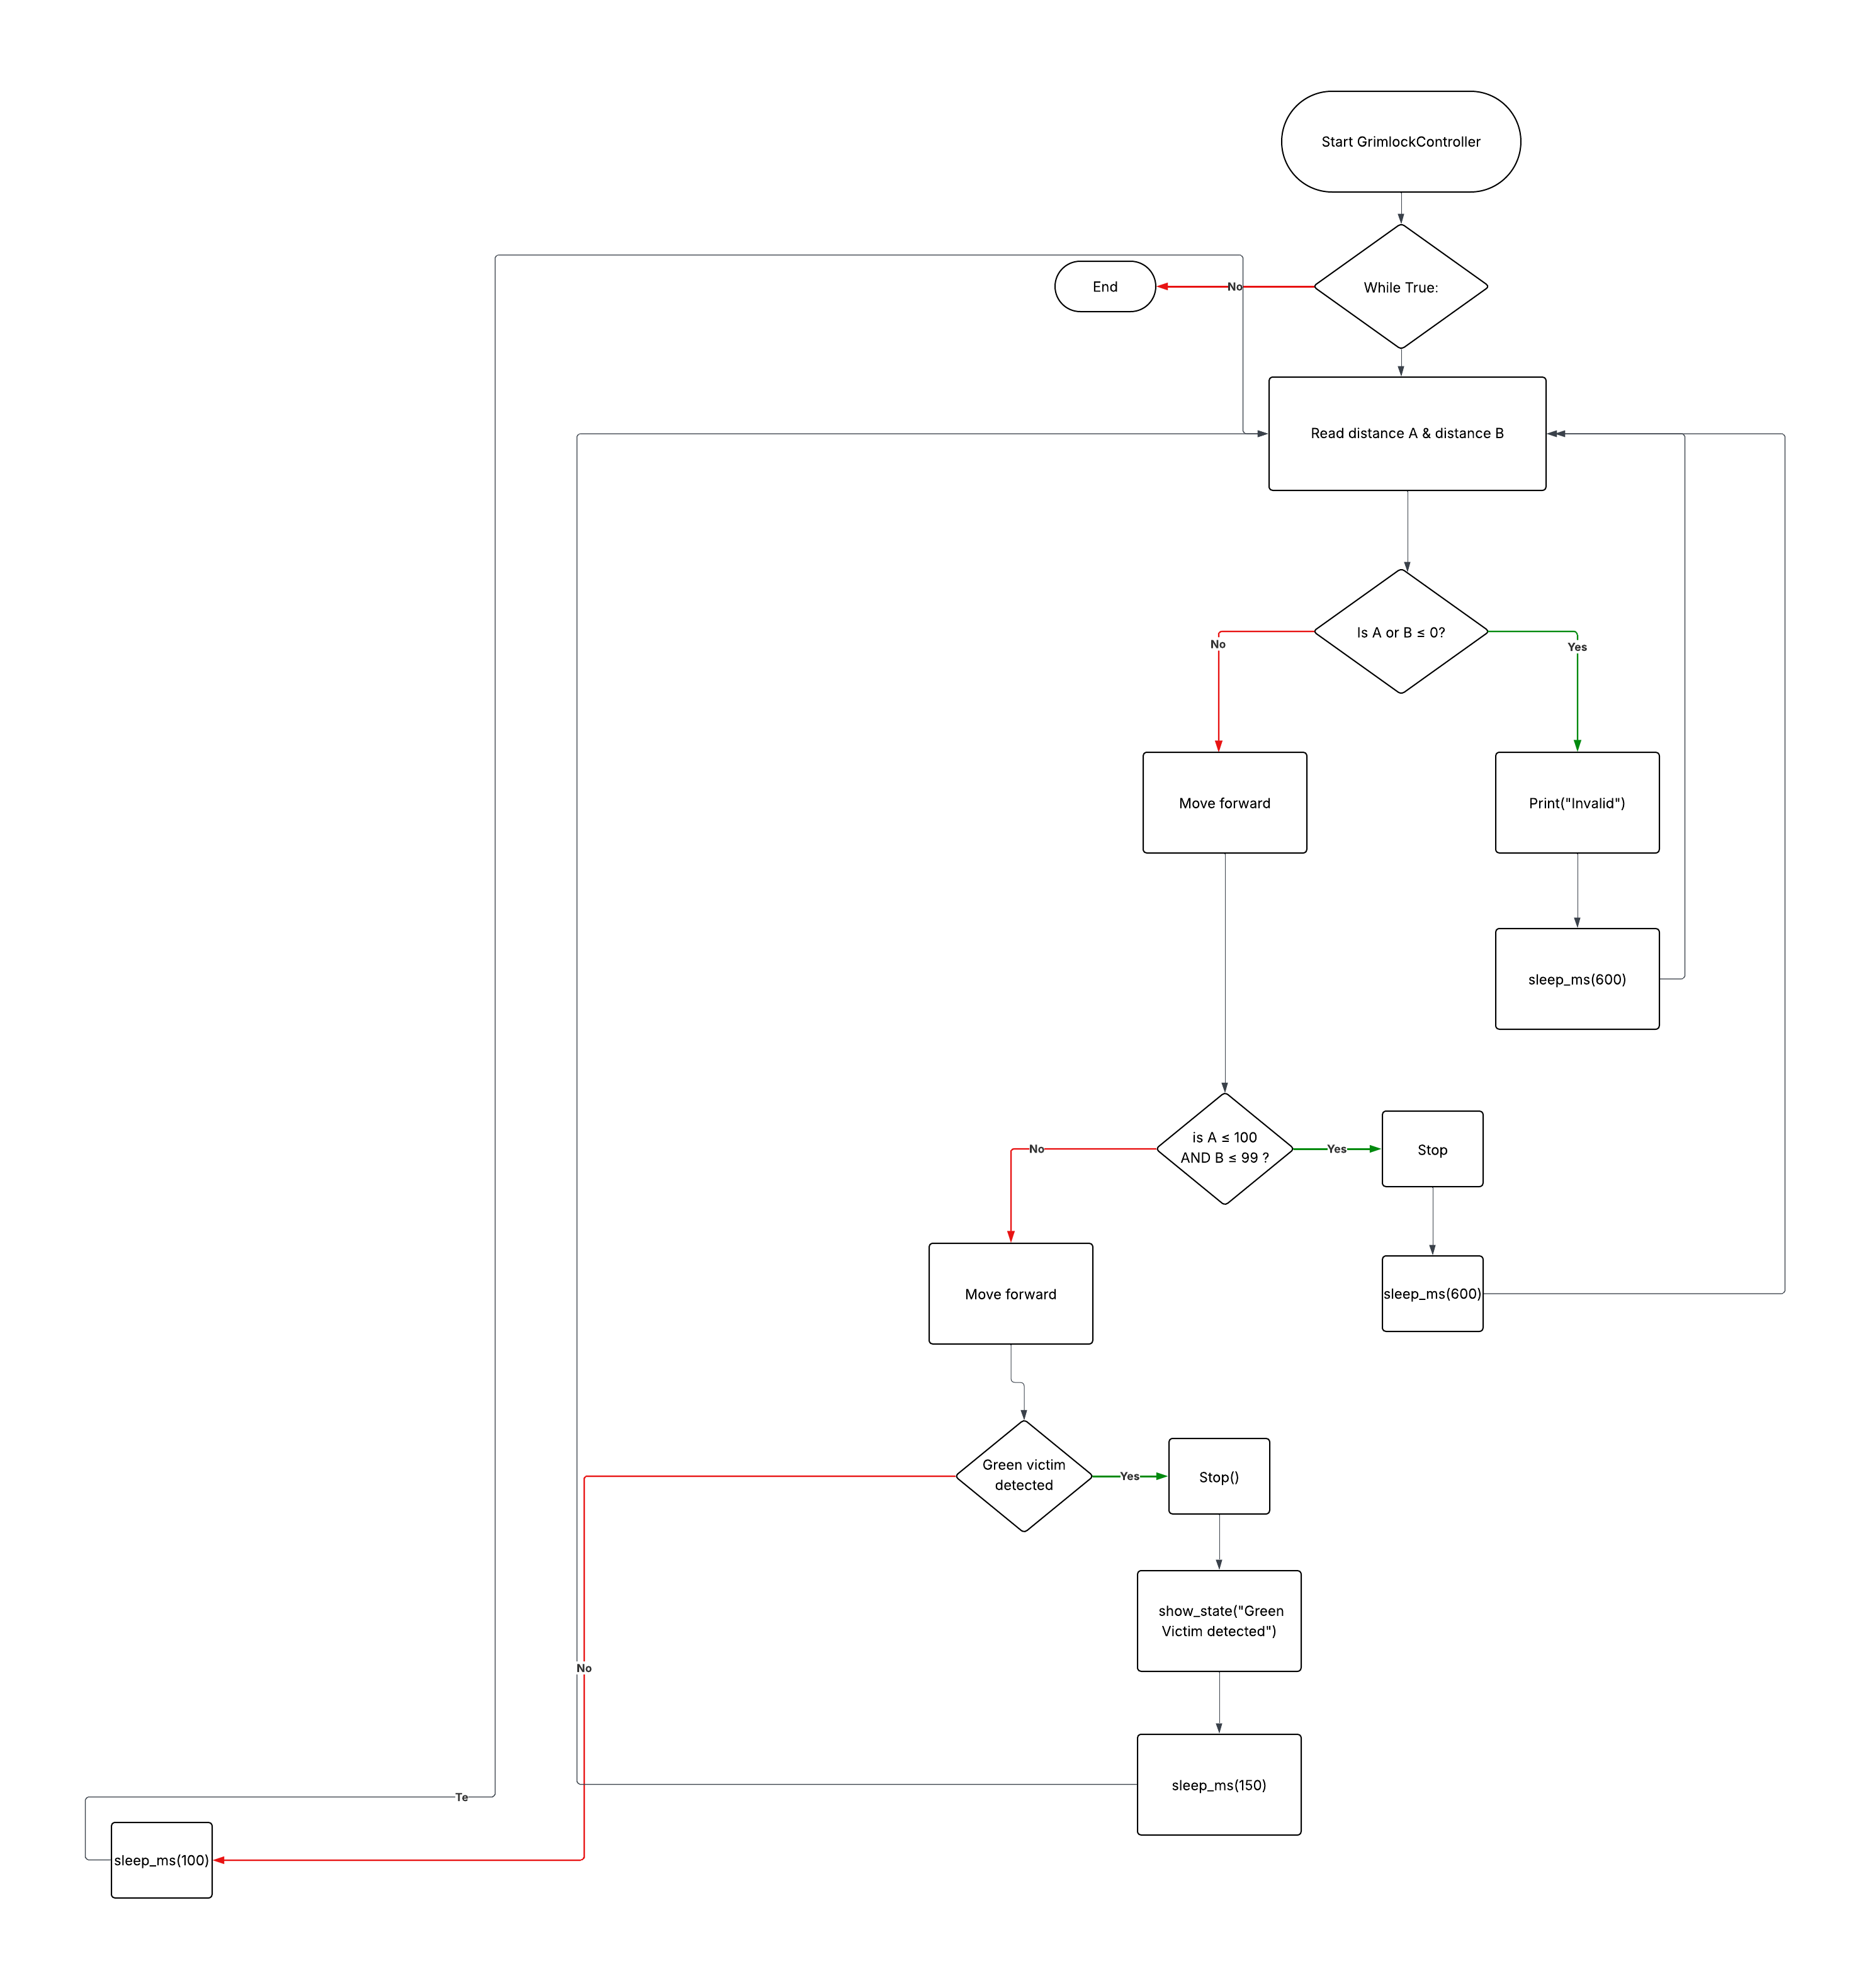 Start GrimlockController
While True:
No
End
Read distance A & distance B
Is A or B ≤ 0?
No
Yes
Move forward
Print("Invalid")
sleep_ms(600)
is A ≤ 100
AND B ≤ 99 ?
No
Yes
Stop
Move forward
sleep_ms(600)
Green victim
detected
Yes
Stop()
show_state("Green
Victim detected")
No
sleep_ms(150)
Te
sleep_ms(100)